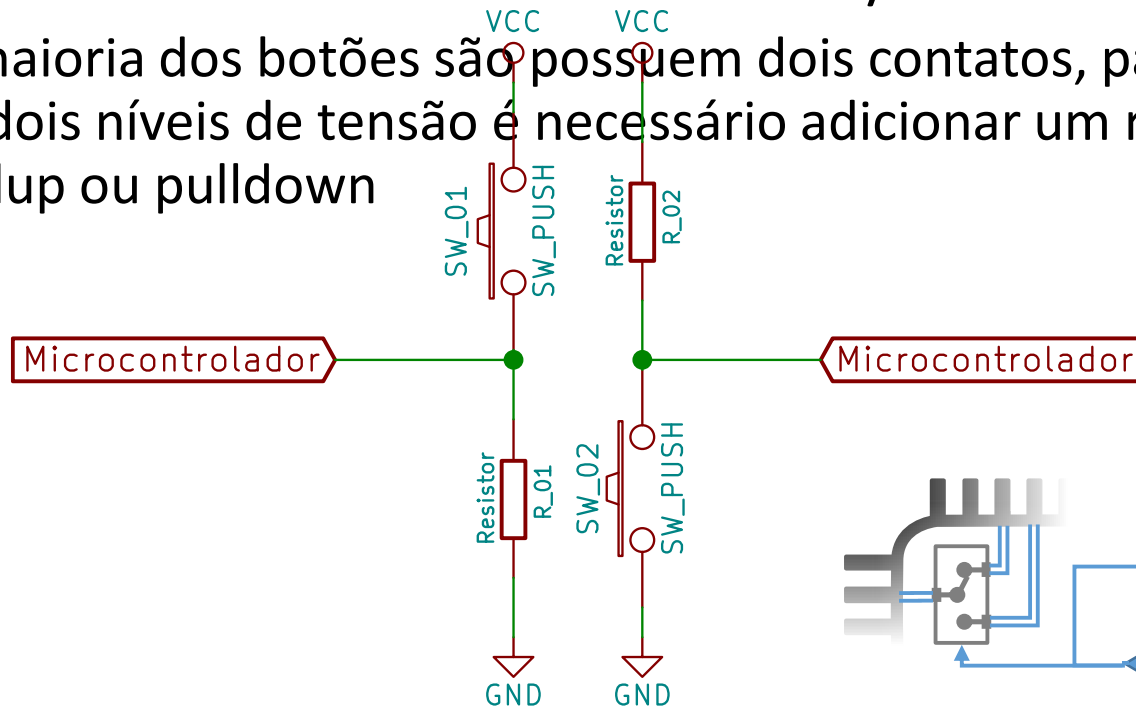 VCC VCC
maioria dos botões são possuem dois contatos, pa
dois níveis de tensão é necessário adicionar um
lup ou pulldown
SW_01
SW_PUSH
Resistor
R_02
Microcontrolador
Microcontrolador
Resistor
R_01
SW_02
SW_PUSH
GND GND